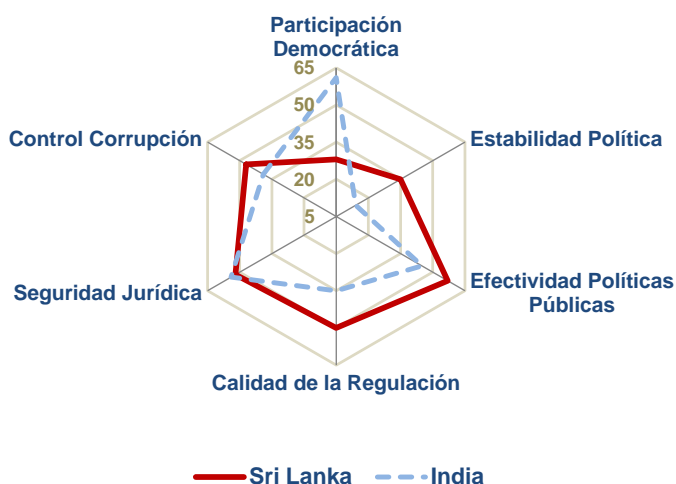 Participación
Democrática
65
50
35
20
5
Control Corrupción
Estabilidad Política
Seguridad Jurídica
Efectividad Políticas
Públicas
Calidad de la Regulación
Sri Lanka
India